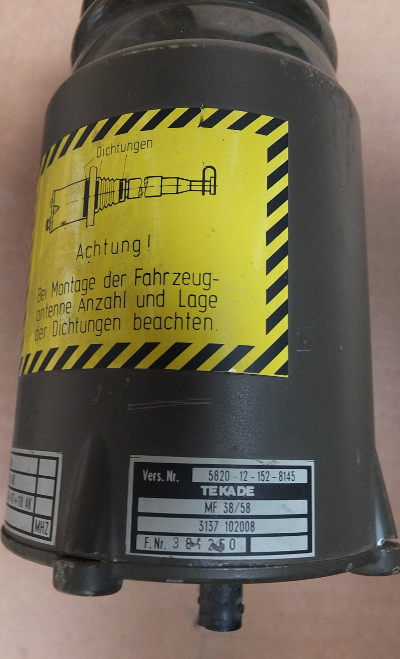 Dichtungen
Achtung!
Bei Montage der Fahrzeug-
antenne Anzahl und Lage
der Dichtungen beachten.
Vers. Nr. 5820-12-152-8145
TEKADE
MF 38/58
3137 102008
F. Nr.
MHZ